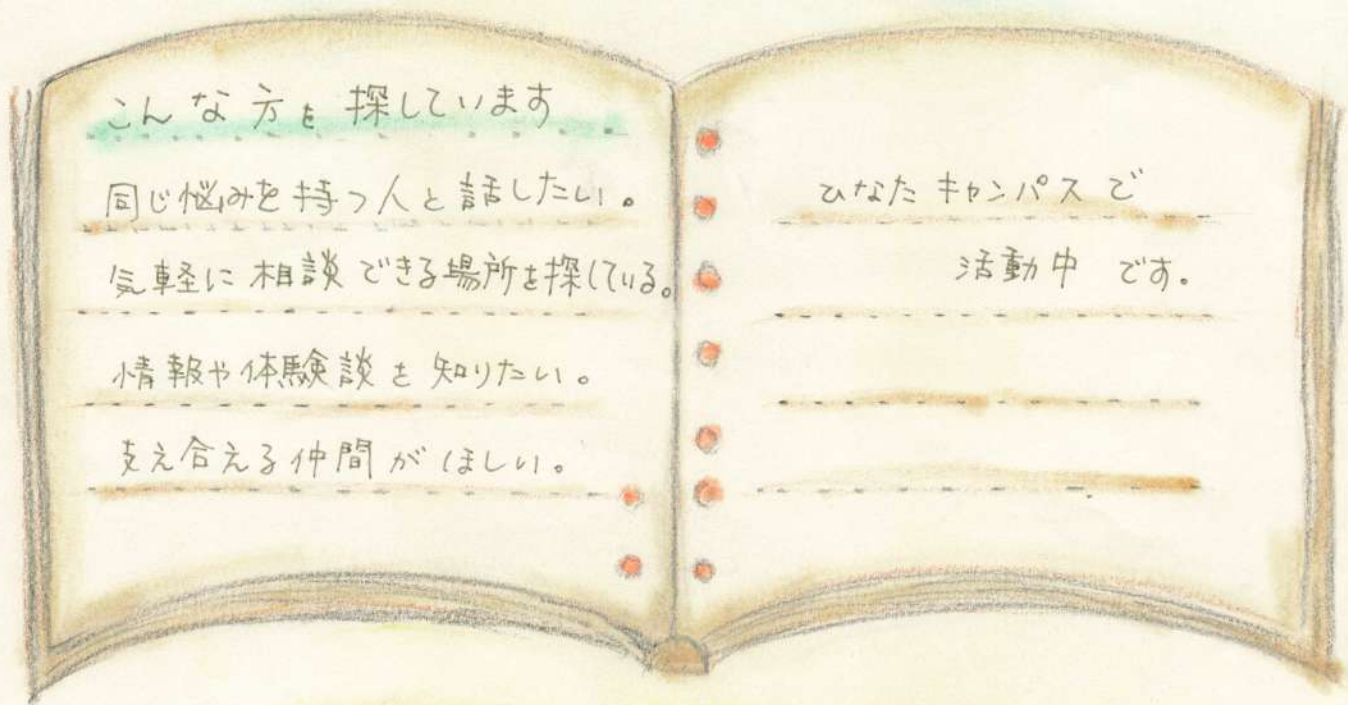 こんな方を探しています
同じ悩みを持つ人と話したい。
気軽に相談できる場所を探している。
情報や体験談を知りたい。
支え合える仲間がほしい。
ひなたキャンパスで
活動中です。